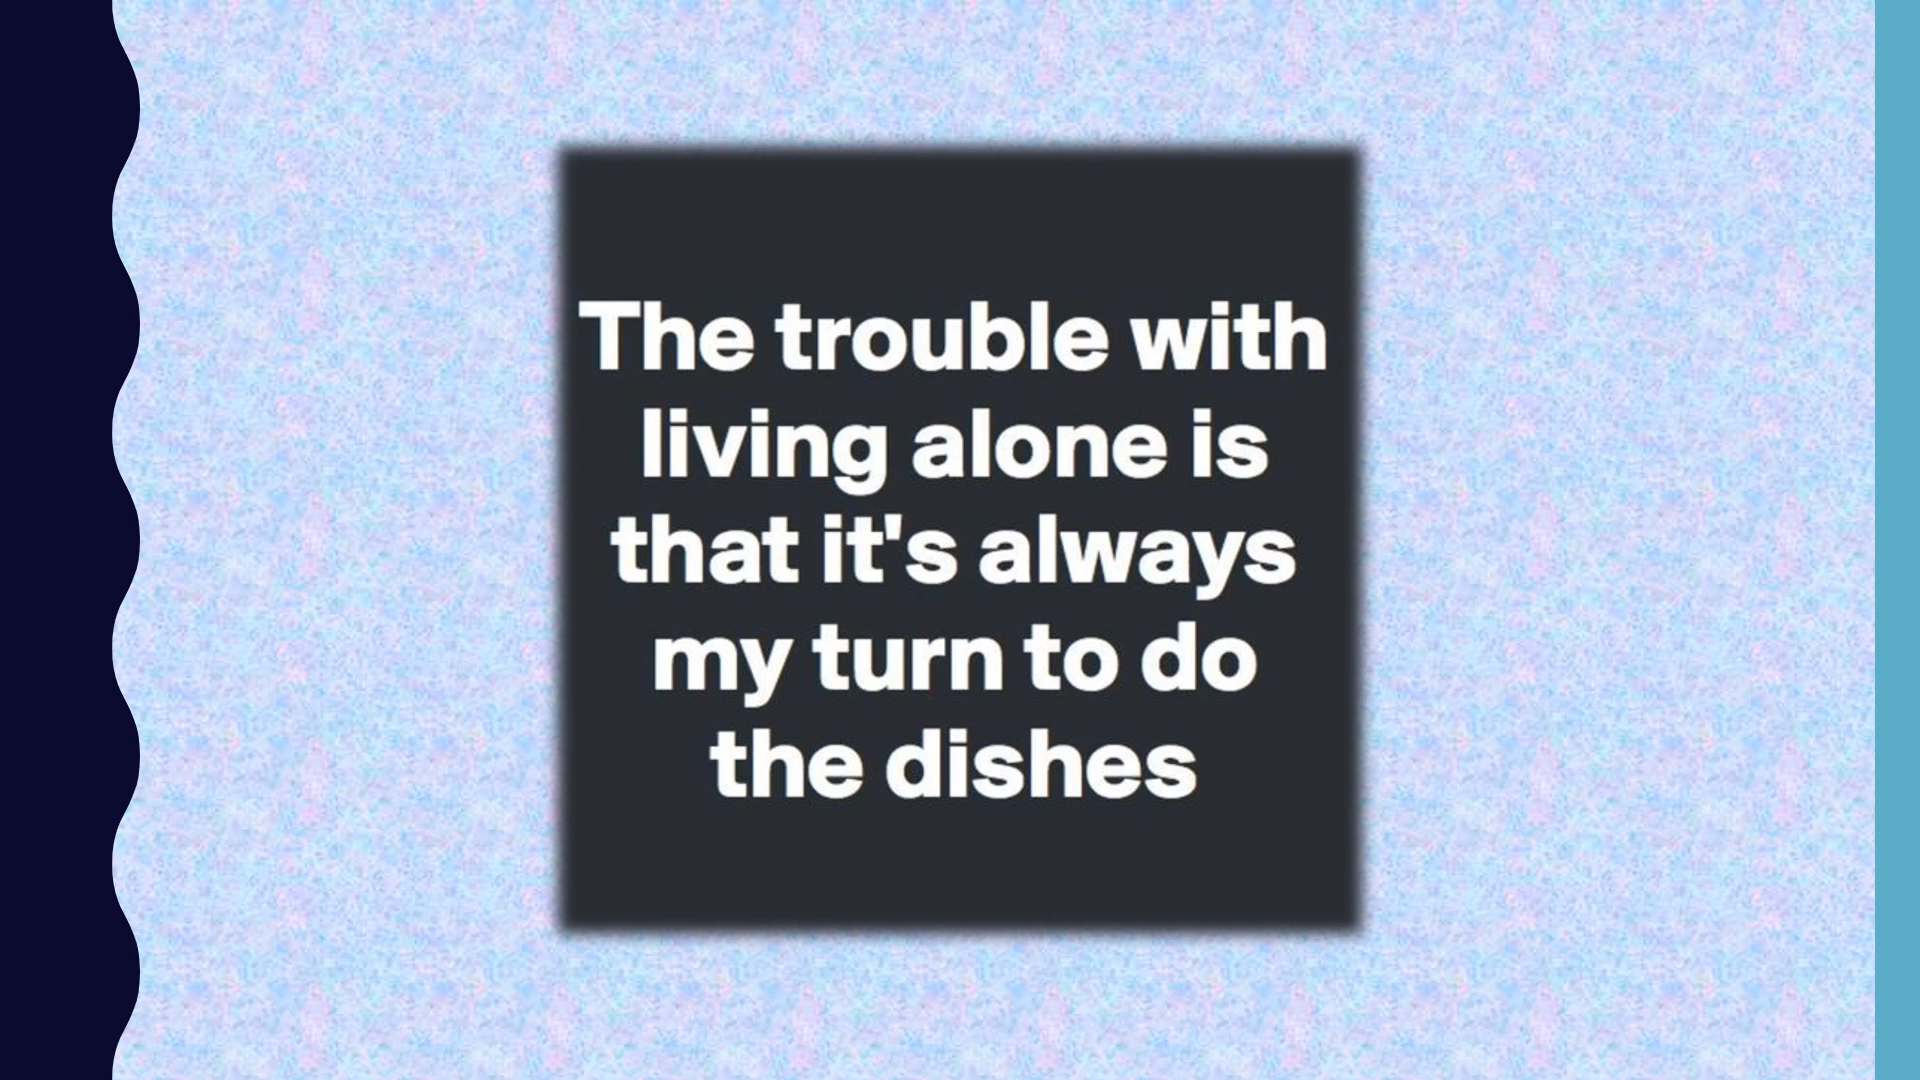 The trouble with
living alone is
that it's always
my turn to do
the dishes